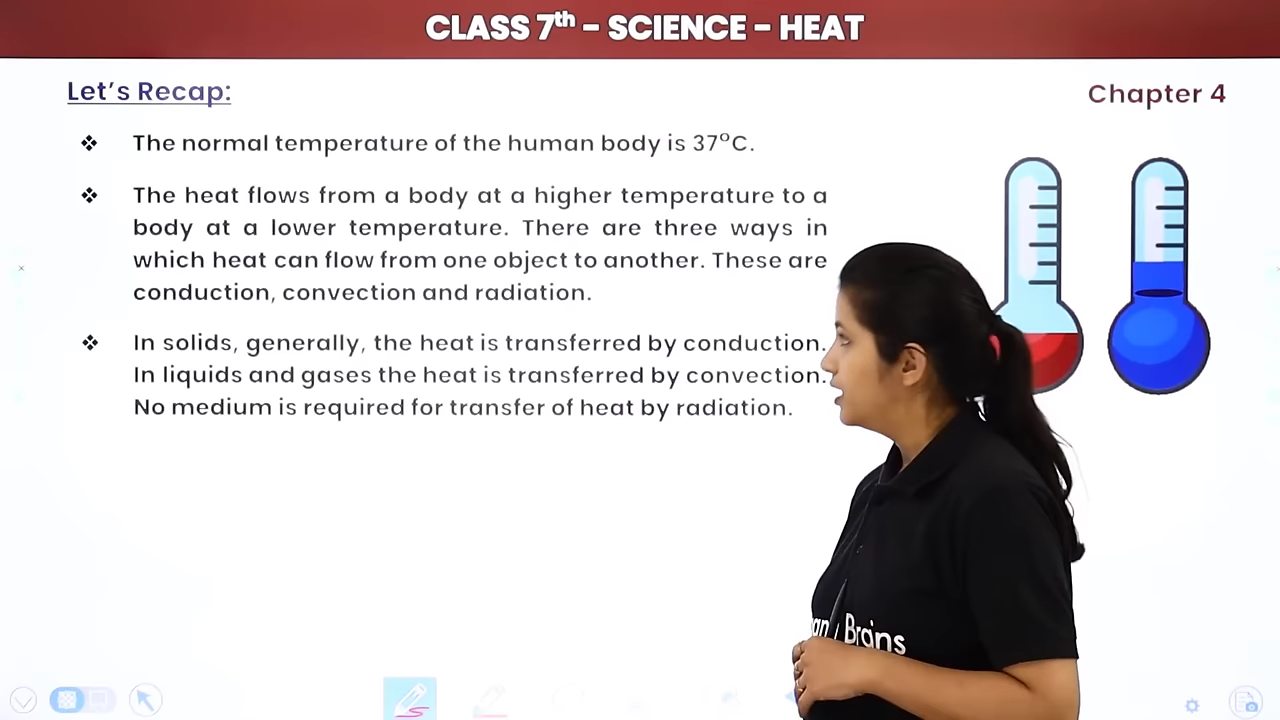 CLASS 7th – SCIENCE – HEAT
Let's Recap:
Chapter 4
❖ The normal temperature of the human body is 37°C.
❖ The heat flows from a body at a higher temperature to a
body at a lower temperature. There are three ways in
which heat can flow from one object to another. These are
conduction, convection and radiation.
❖ In solids, generally, the heat is transferred by conduction.
In liquids and gases the heat is transferred by convection.
No medium is required for transfer of heat by radiation.
Brains